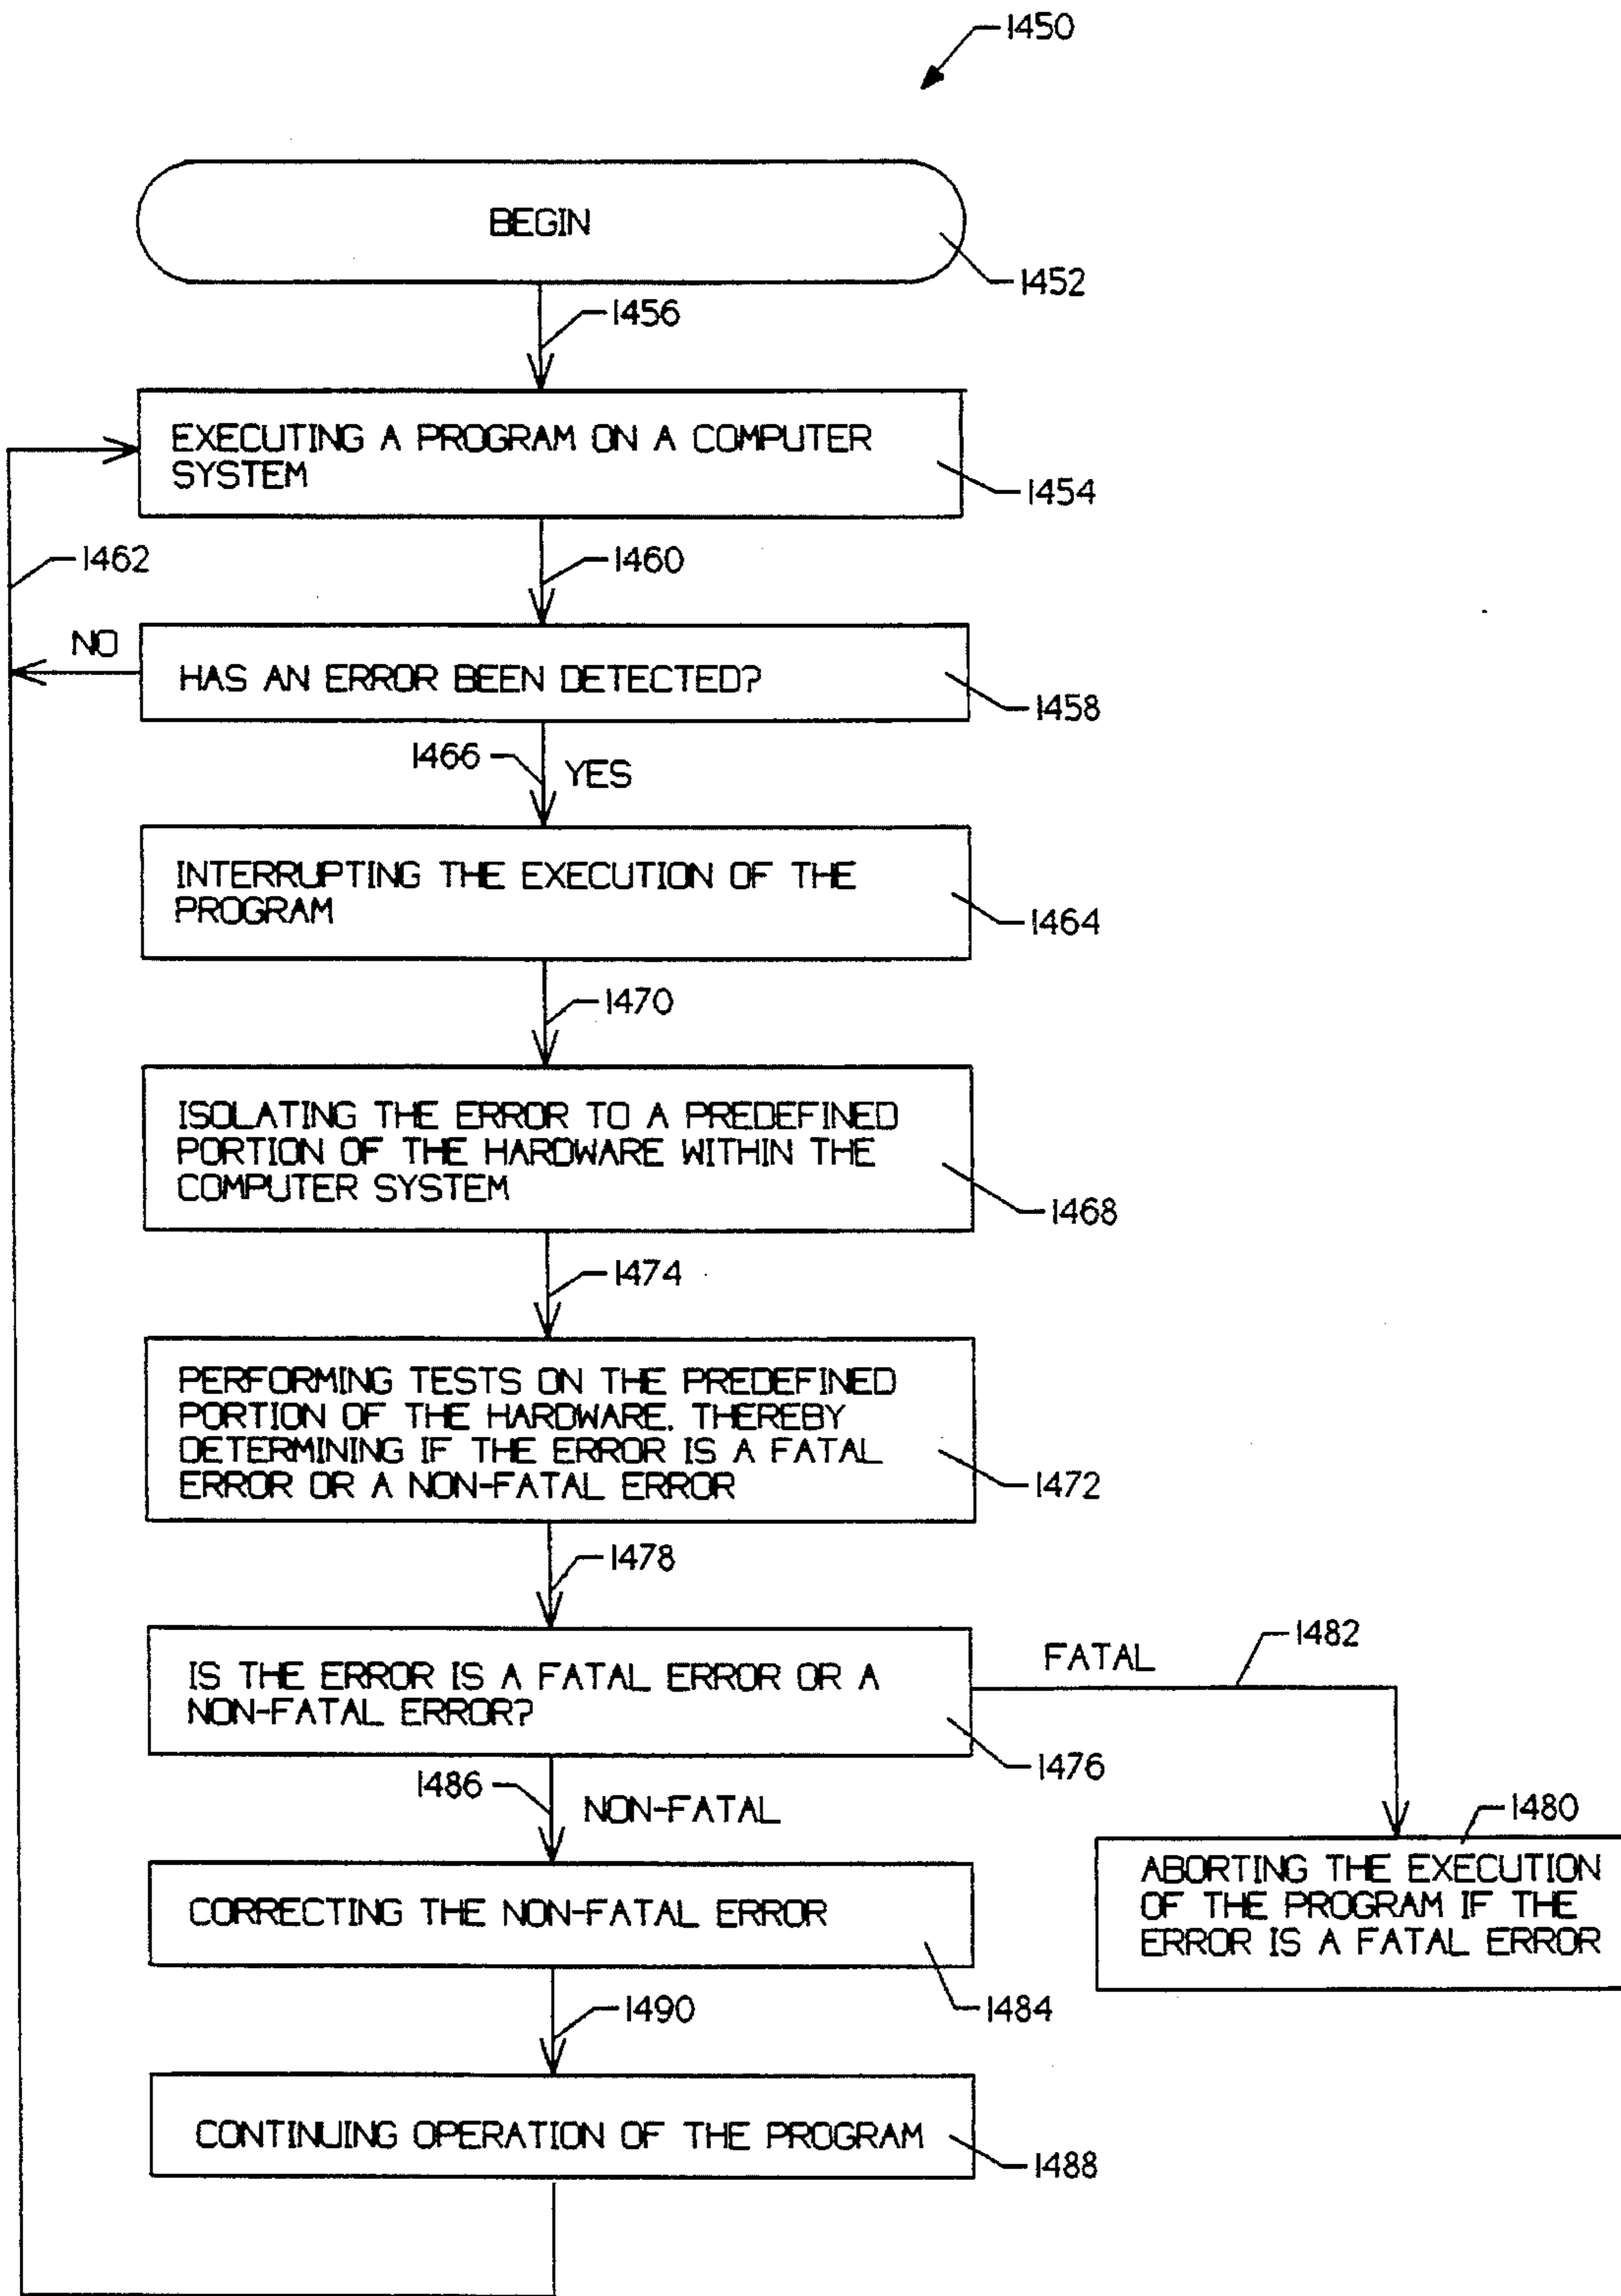 1450
BEGIN
1452
1456
EXECUTING A PROGRAM ON A COMPUTER
SYSTEM
1454
1462
1460
NO
HAS AN ERROR BEEN DETECTED?
1458
1466
YES
INTERRUPTING THE EXECUTION OF THE
PROGRAM
1464
1470
ISOLATING THE ERROR TO A PREDEFINED
PORTION OF THE HARDWARE WITHIN THE
COMPUTER SYSTEM
1468
1474
PERFORMING TESTS ON THE PREDEFINED
PORTION OF THE HARDWARE. THEREBY
DETERMINING IF THE ERROR IS A FATAL
ERROR OR A NON-FATAL ERROR
1472
1478
IS THE ERROR IS A FATAL ERROR OR A
NON-FATAL ERROR?
1476
FATAL
1482
1486
NON-FATAL
1480
ABORTING THE EXECUTION
OF THE PROGRAM IF THE
ERROR IS A FATAL ERROR
CORRECTING THE NON-FATAL ERROR
1484
1490
CONTINUING OPERATION OF THE PROGRAM
1488